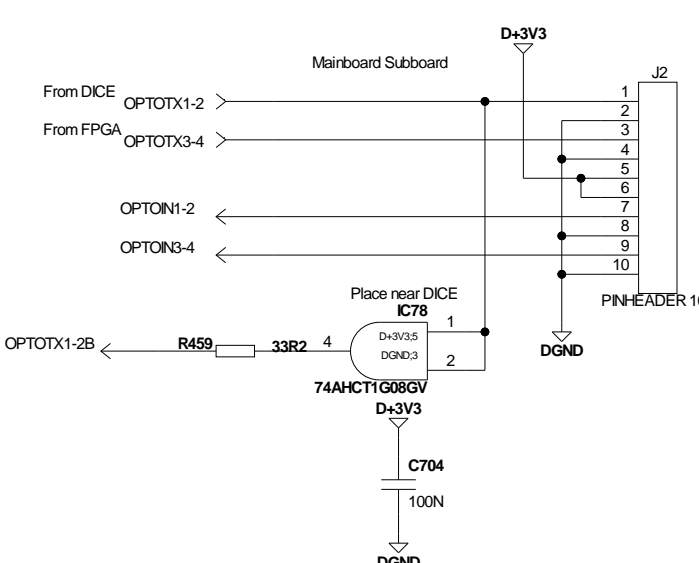 D+3V3
Mainboard Subboard
J2
From DICE
OPTOTX1-2
1
2
From FPGA
OPTOTX3-4
3
4
5
6
OPTOIN1-2
7
8
OPTOIN3-4
9
10
PINHEADER 10
Place near DICE
IC78
DGND
1
D+3V3;5
OPTOTX1-2B
R459
33R2
4
DGND;3
2
74AHCT1G08GV
D+3V3
C704
100N
DGND